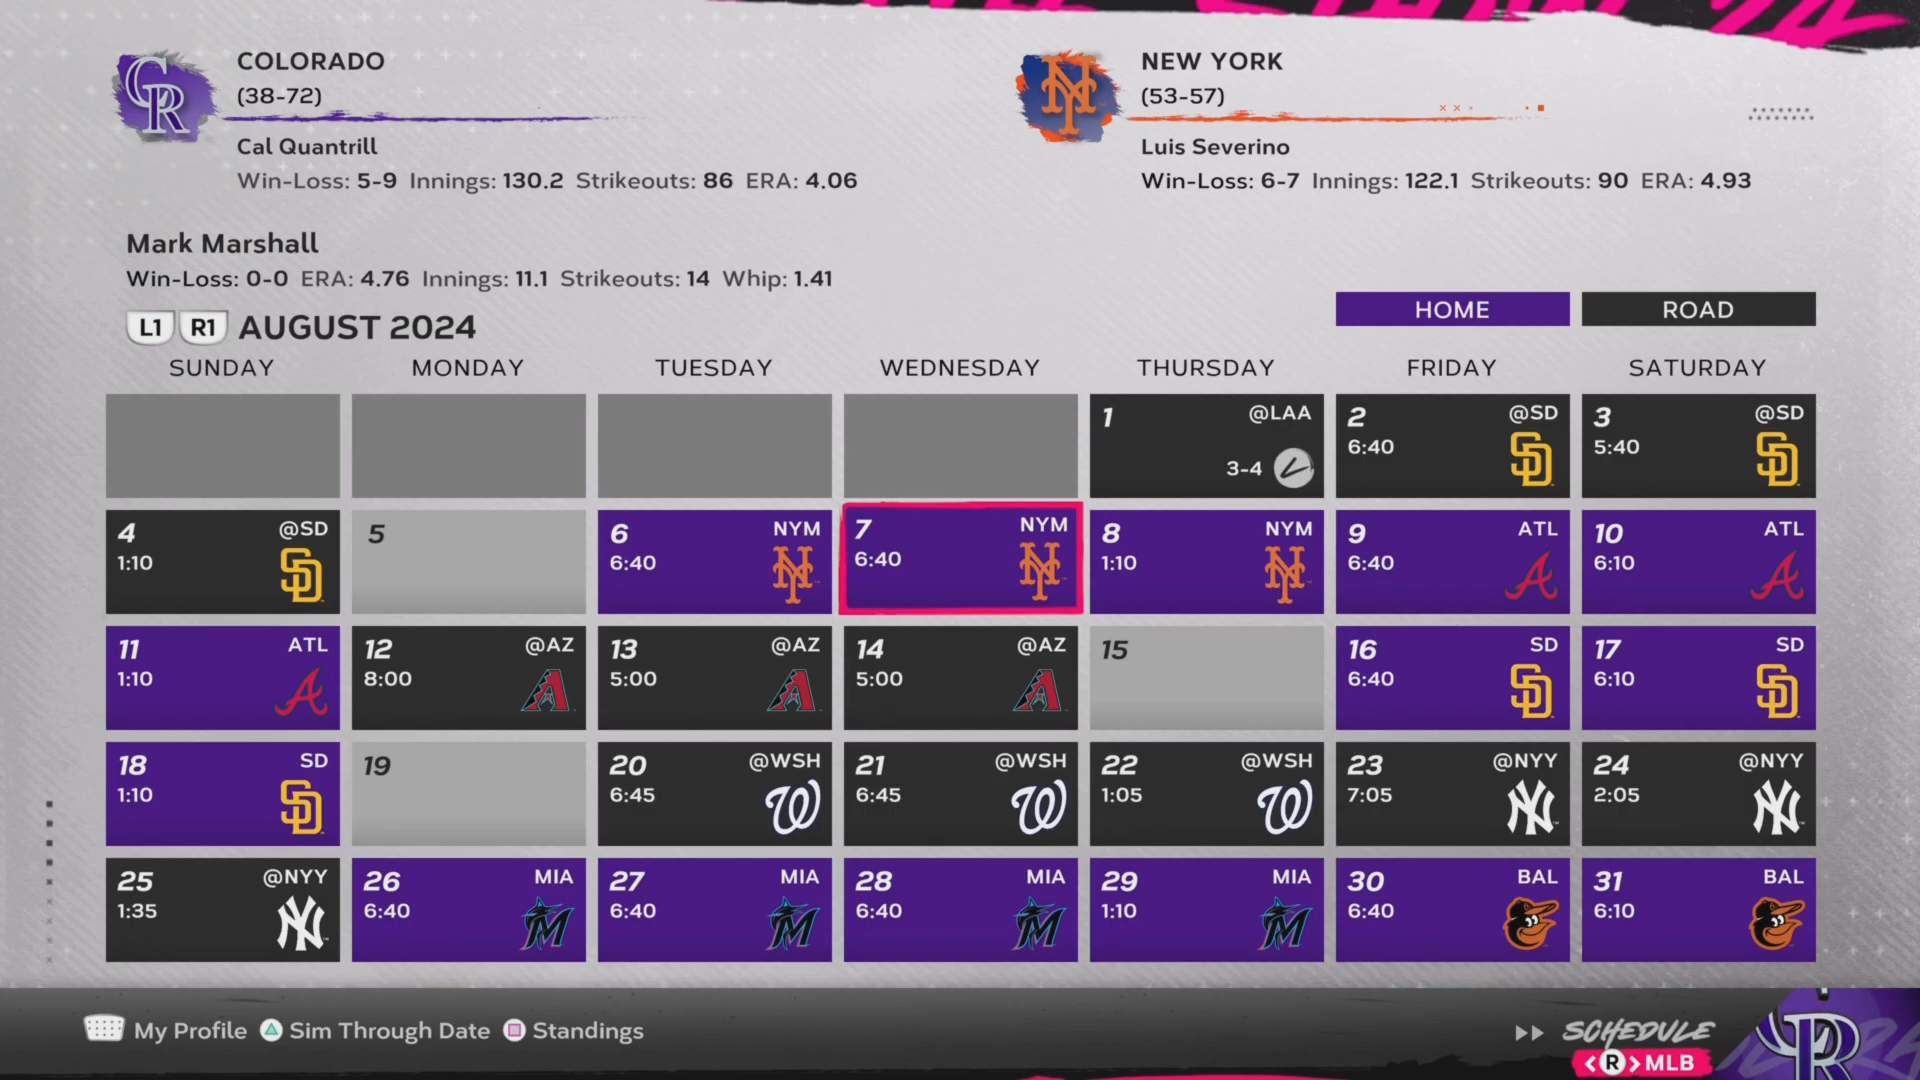 COLORADO
(38-72)
Cal Quantrill
Win-Loss: 5-9 Innings: 130.2 Strikeouts: 86 ERA: 4.06
NEW YORK
(53-57)
Luis Severino
Win-Loss: 6-7 Innings: 122.1 Strikeouts: 90 ERA: 4.93
Mark Marshall
Win-Loss: 0-0 ERA: 4.76 Innings: 11.1 Strikeouts: 14 Whip: 1.41
HOME ROAD
L1 R1 AUGUST 2024
SUNDAY MONDAY TUESDAY WEDNESDAY THURSDAY FRIDAY SATURDAY
1 @LAA 2 @SD 3 @SD
3-4 6:40 5:40
4 @SD 5 6 NYM 7 NYM 8 NYM 9 ATL 10 ATL
1:10 6:40 6:40 1:10 6:40 6:10
11 ATL 12 @AZ 13 @AZ 14 @AZ 15 16 SD 17 SD
1:10 8:00 5:00 5:00 6:40 6:10
18 SD 19 20 @WSH 21 @WSH 22 @WSH 23 @NYY 24 @NYY
1:10 6:45 6:45 1:05 7:05 2:05
25 @NYY 26 MIA 27 MIA 28 MIA 29 MIA 30 BAL 31 BAL
1:35 6:40 6:40 6:40 1:10 6:40 6:10
My Profile Sim Through Date Standings
SCHEDULE
<R> MLB